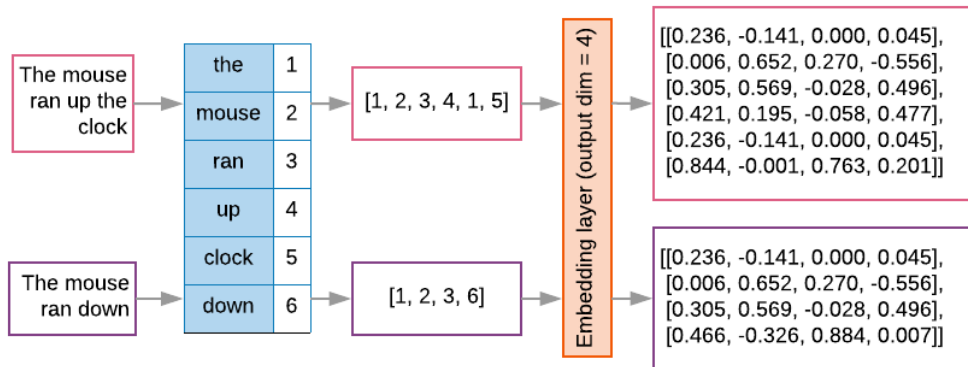 The mouse
ran up the
clock
the 1
mouse 2
ran 3
up 4
clock 5
down 6
[1, 2, 3, 4, 1, 5]
Embedding layer (output dim = 4)
[[0.236, -0.141, 0.000, 0.045],
[0.006, 0.652, 0.270, -0.556],
[0.305, 0.569, -0.028, 0.496],
[0.421, 0.195, -0.058, 0.477],
[0.236, -0.141, 0.000, 0.045],
[0.844, -0.001, 0.763, 0.201]]
The mouse
ran down
[1, 2, 3, 6]
[[0.236, -0.141, 0.000, 0.045],
[0.006, 0.652, 0.270, -0.556],
[0.305, 0.569, -0.028, 0.496],
[0.466, -0.326, 0.884, 0.007]]